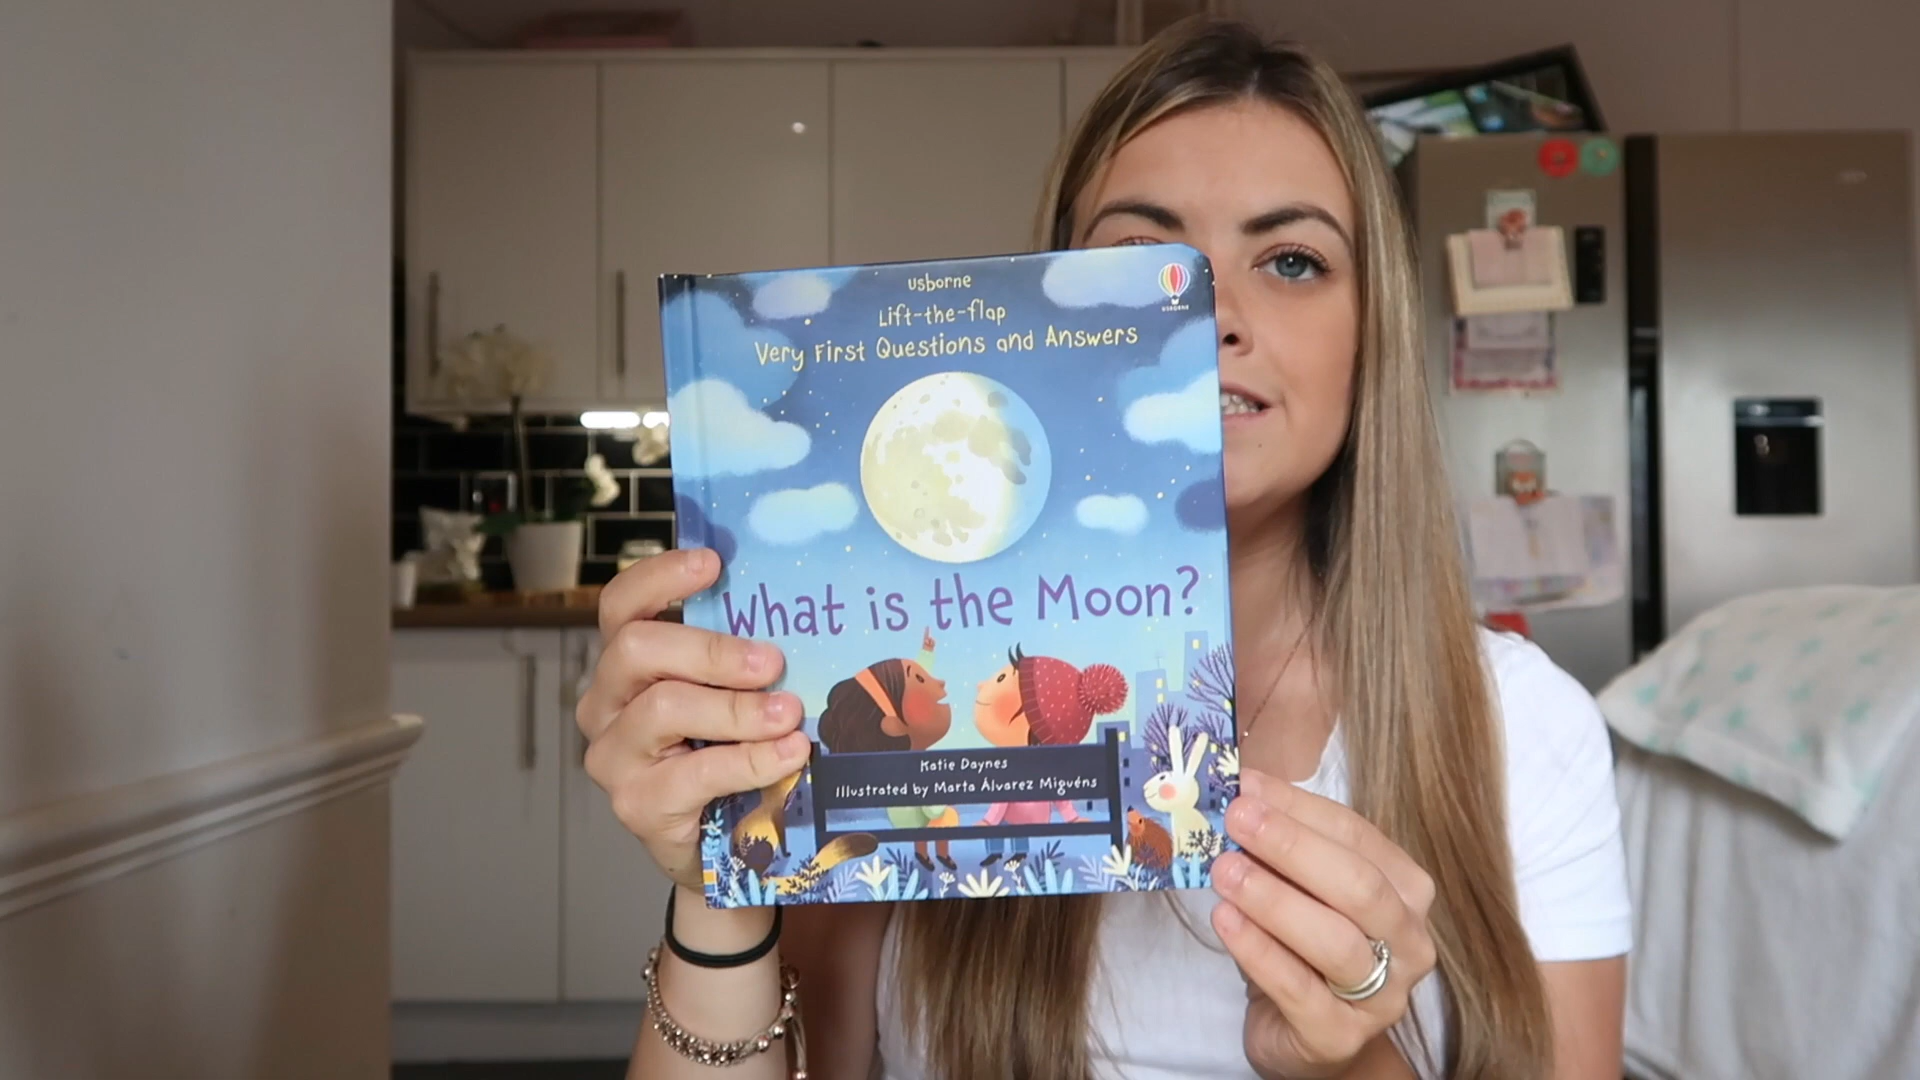 Usborne
Lift-the-flap
Very First Questions and Answers
USBORNE
What is the Moon?
Katie Daynes
Illustrated by Marta Álvarez Miguéns